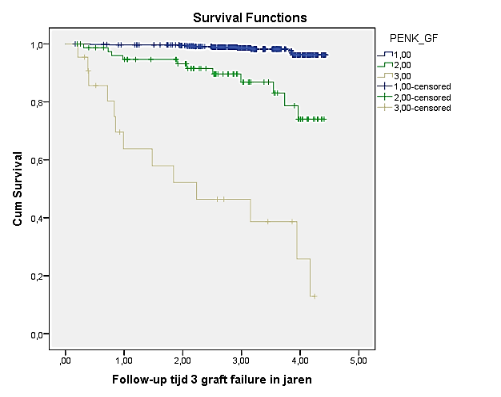 Survival Functions
PENK_GF
1,00
2,00
3,00
1,00-censored
2,00-censored
3,00-censored
Cum Survival
1,0
0,8
0,6
0,4
0,2
0,0
,00
1,00
2,00
3,00
4,00
5,00
Follow-up tijd 3 graft failure in jaren